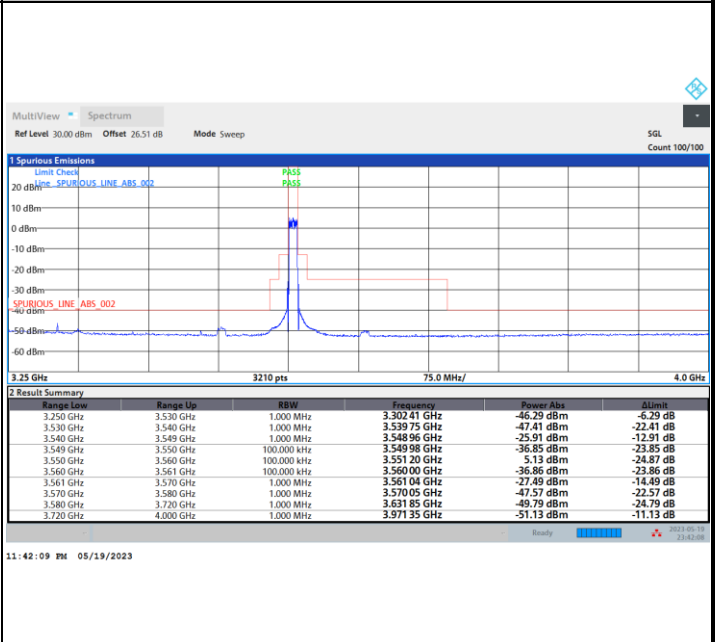 MultiView Spectrum
Ref Level 30.00 dBm Offset 26.51 dB Mode Sweep SGL
Count 100/100
1 Spurious Emissions
Limit Check PASS
Line _SPURIOUS_LINE_ABS_002 PASS
20 dBm
10 dBm
0 dBm
-10 dBm
-20 dBm
-30 dBm
_SPURIOUS_LINE_ABS_002
-40 dBm
-50 dBm
-60 dBm
3.25 GHz 3210 pts 75.0 MHz/ 4.0 GHz
2 Result Summary
Range Low Range Up RBW Frequency Power Abs ΔLimit
3.250 GHz 3.530 GHz 1.000 MHz 3.302 41 GHz -46.29 dBm -6.29 dB
3.530 GHz 3.540 GHz 1.000 MHz 3.539 75 GHz -47.41 dBm -22.41 dB
3.540 GHz 3.549 GHz 1.000 MHz 3.548 96 GHz -25.91 dBm -12.91 dB
3.549 GHz 3.550 GHz 100.000 kHz 3.549 98 GHz -36.85 dBm -23.85 dB
3.550 GHz 3.560 GHz 100.000 kHz 3.551 20 GHz 5.13 dBm -24.87 dB
3.560 GHz 3.561 GHz 100.000 kHz 3.560 00 GHz -36.86 dBm -23.86 dB
3.561 GHz 3.570 GHz 1.000 MHz 3.561 04 GHz -27.49 dBm -14.49 dB
3.570 GHz 3.580 GHz 1.000 MHz 3.570 05 GHz -47.57 dBm -22.57 dB
3.580 GHz 3.720 GHz 1.000 MHz 3.631 85 GHz -49.79 dBm -24.79 dB
3.720 GHz 4.000 GHz 1.000 MHz 3.971 35 GHz -51.13 dBm -11.13 dB
Ready 2023-05-19
23:42:08
11:42:09 PM 05/19/2023